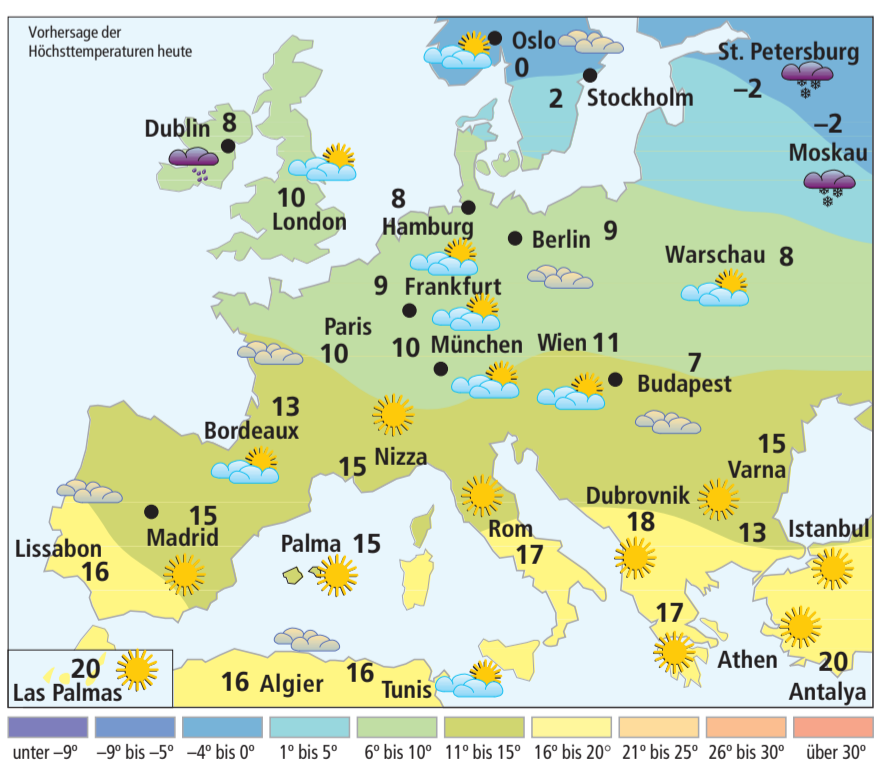 Vorhersage der
Höchsttemperaturen heute
Oslo
0
St. Petersburg
–2
2
Stockholm
–2
Moskau
Dublin 8
10
London
8
Hamburg
Berlin 9
Warschau 8
9 Frankfurt
Paris
10
10 München
Wien 11
7
Budapest
13
Bordeaux
15 Nizza
15
Varna
15
Madrid
Dubrovnik
18
13
Istanbul
Lissabon
16
Palma 15
Rom
17
17
Athen
20
Antalya
20
Las Palmas
16 Algier
16
Tunis
unter –9° –9° bis –5° –4° bis 0° 1° bis 5° 6° bis 10° 11° bis 15° 16° bis 20° 21° bis 25° 26° bis 30° über 30°